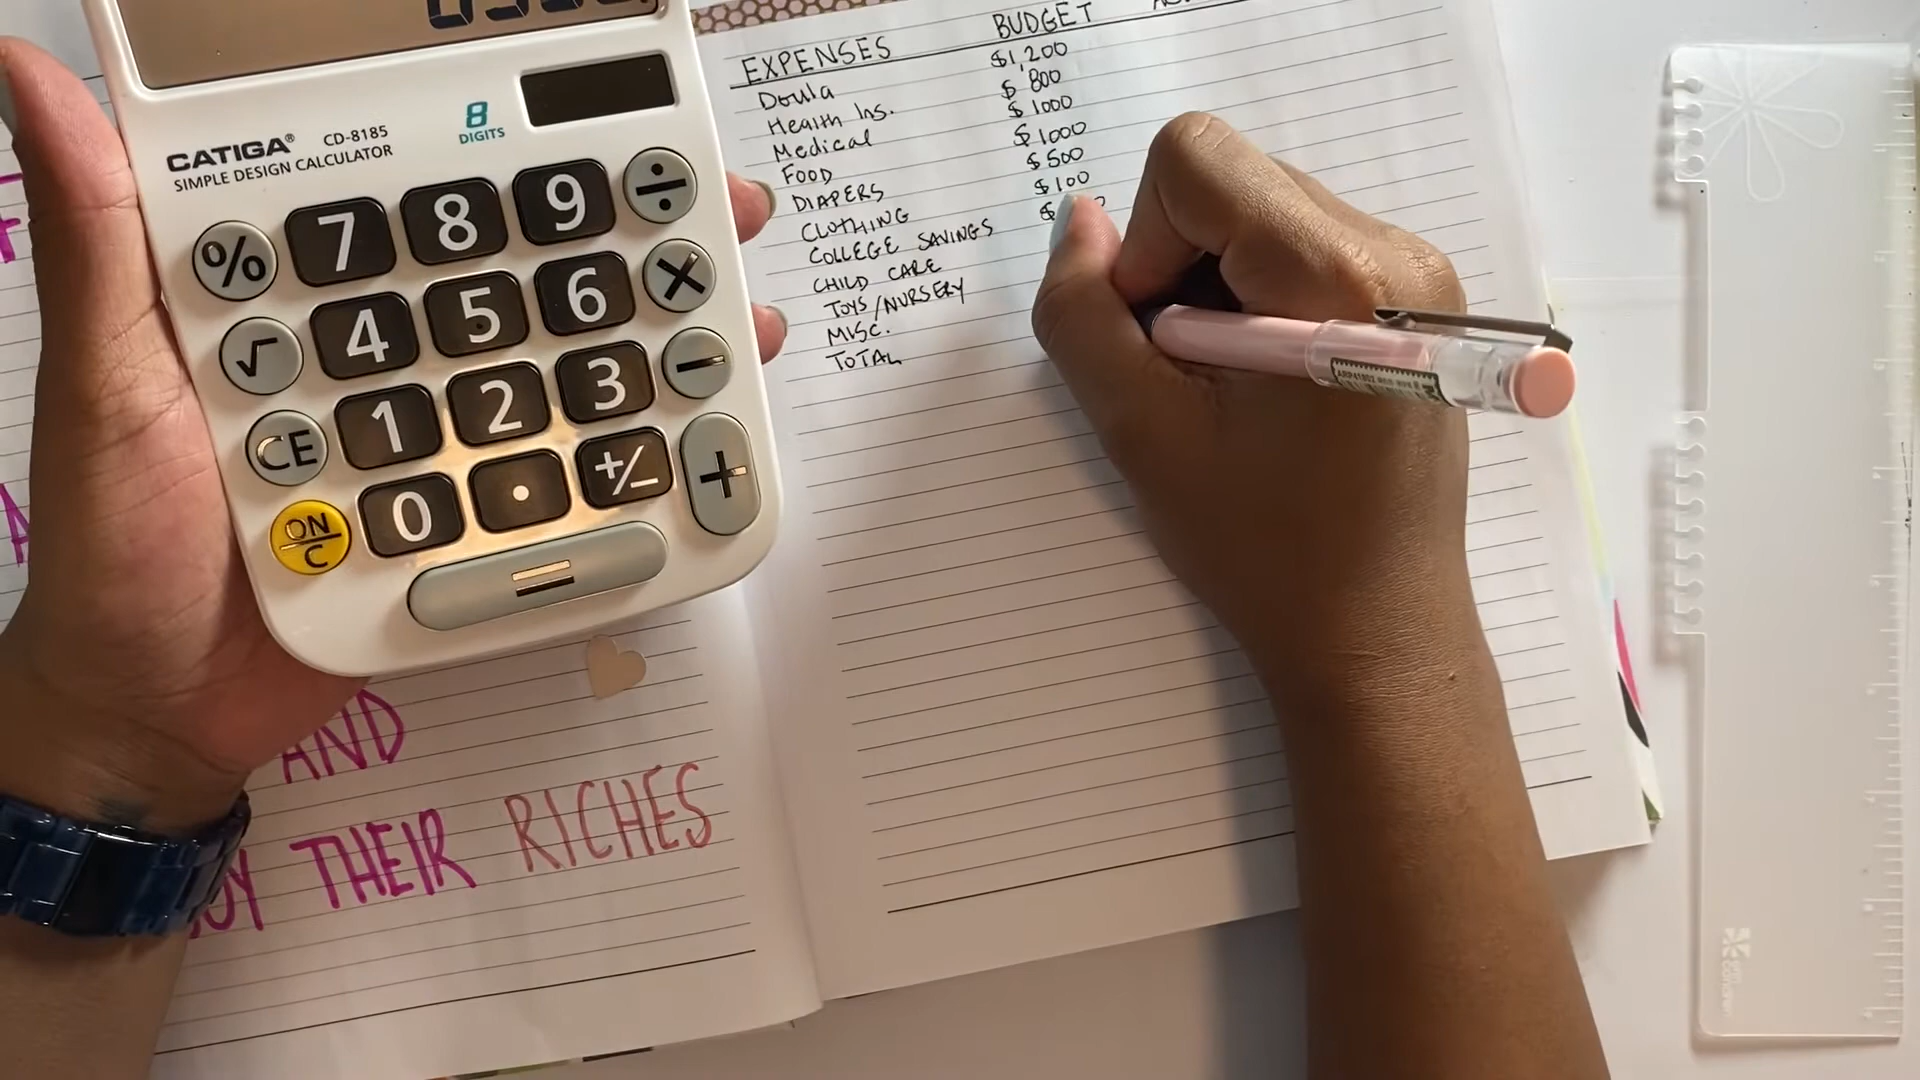 EXPENSES BUDGET
Doula $1,200
Health Ins. $800
Medical $1000
FOOD $1000
DIAPERS $500
CLOTHING $100
COLLEGE SAVINGS $
CHILD CARE
TOYS/NURSERY
MISC.
TOTAL
CATIGA® CD-8185
SIMPLE DESIGN CALCULATOR
8
DIGITS
% 7 8 9 ÷
√ 4 5 6 ×
CE 1 2 3 −
ON/C 0 . +/− +
=
AND
THEIR RICHES